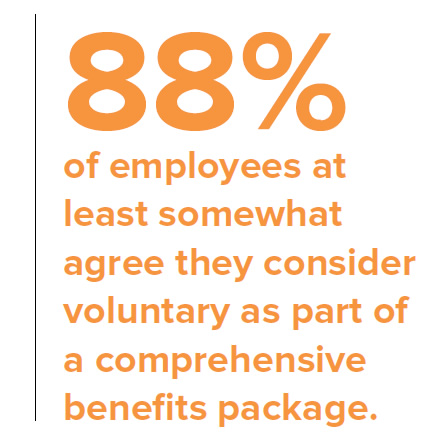 88%
of employees at
least somewhat
agree they consider
voluntary as part of
a comprehensive
benefits package.